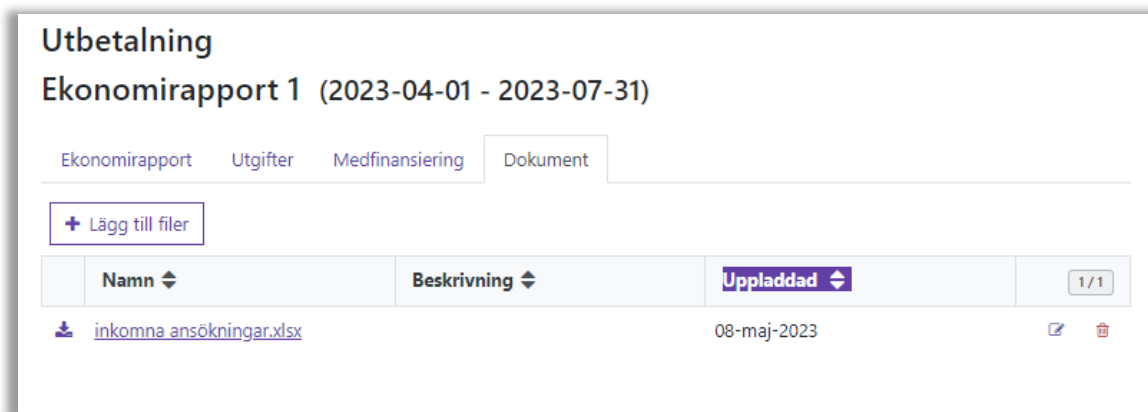 Utbetalning
Ekonomirapport 1 (2023-04-01 - 2023-07-31)
Ekonomirapport Utgifter Medfinansiering Dokument
+ Lägg till filer
Namn Beskrivning Uppladdad 1/1
inkomna ansökningar.xlsx 08-maj-2023